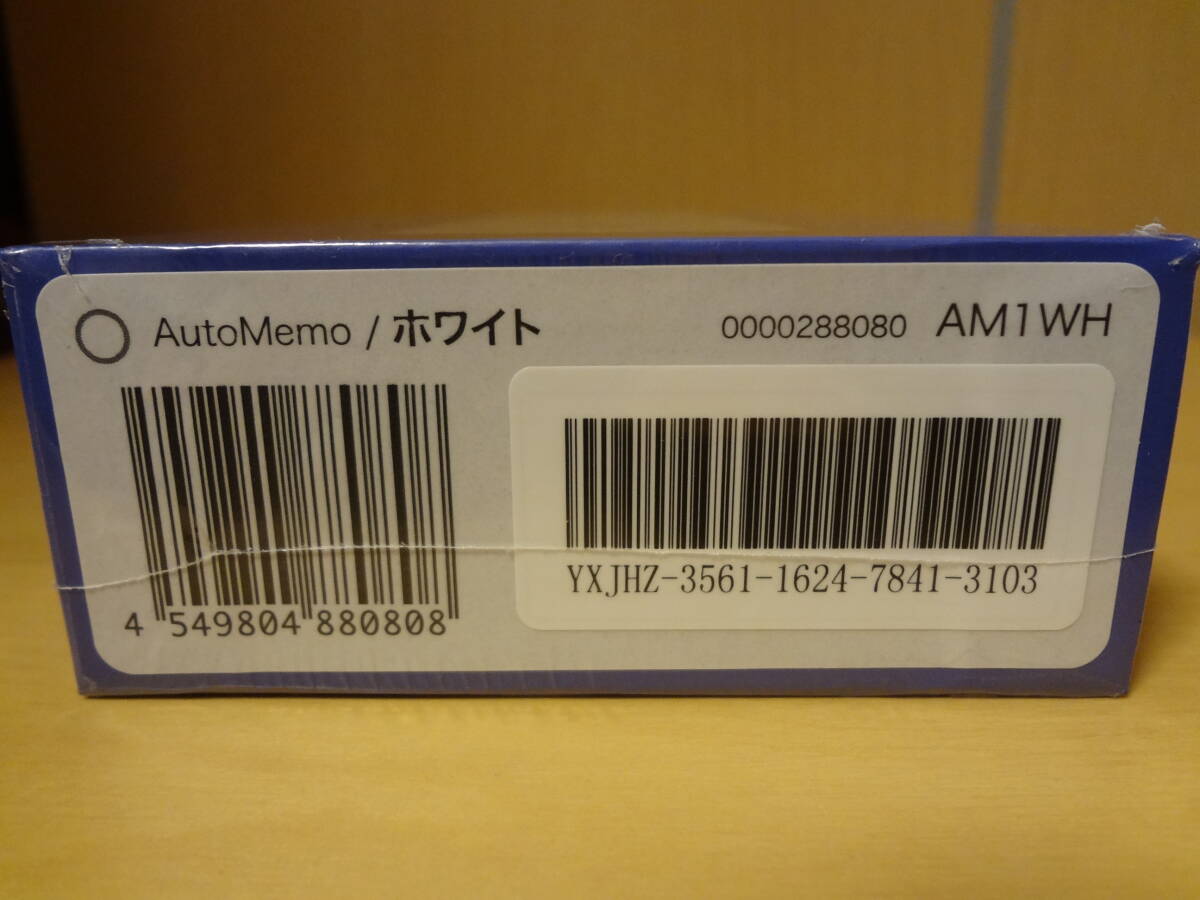 AutoMemo / ホワイト
0000288080 AM1WH
4 549804 880808
YXJHZ-3561-1624-7841-3103